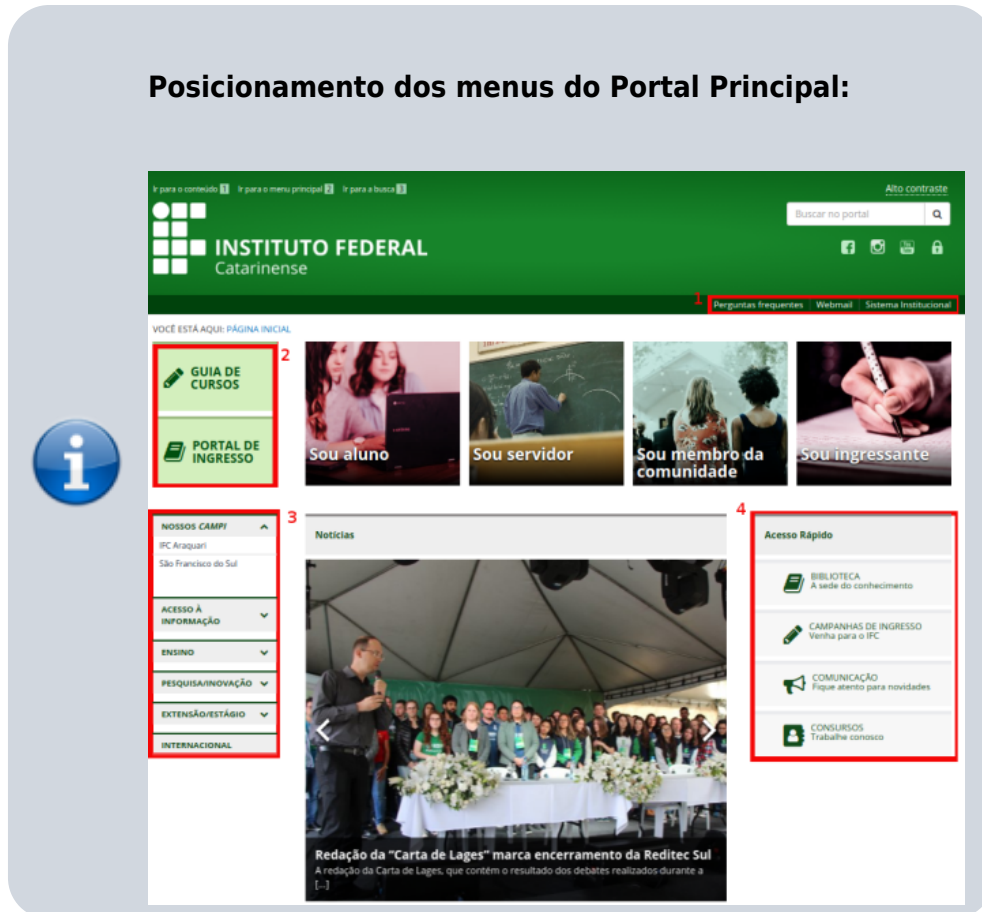 Posicionamento dos menus do Portal Principal:
Ir para o conteúdo 1 Ir para o menu principal 2 Ir para a busca 3
Alto contraste
Buscar no portal
INSTITUTO FEDERAL
Catarinense
You Tube
1
Perguntas frequentes Webmail Sistema Institucional
VOCÊ ESTÁ AQUI: PÁGINA INICIAL
2
GUIA DE
CURSOS
PORTAL DE
INGRESSO
Sou aluno
Sou servidor
Sou membro da
comunidade
Sou ingressante
3
NOSSOS CAMPI
IFC Araquari
São Francisco do Sul
ACESSO À
INFORMAÇÃO
ENSINO
PESQUISA/INOVAÇÃO
EXTENSÃO/ESTÁGIO
INTERNACIONAL
Notícias
Redação da “Carta de Lages” marca encerramento da Reditec Sul
A redação da Carta de Lages, que contém o resultado dos debates realizados durante a
[...]
4
Acesso Rápido
BIBLIOTECA
A sede do conhecimento
CAMPANHAS DE INGRESSO
Venha para o IFC
COMUNICAÇÃO
Fique atento para novidades
CONSURSOS
Trabalhe conosco